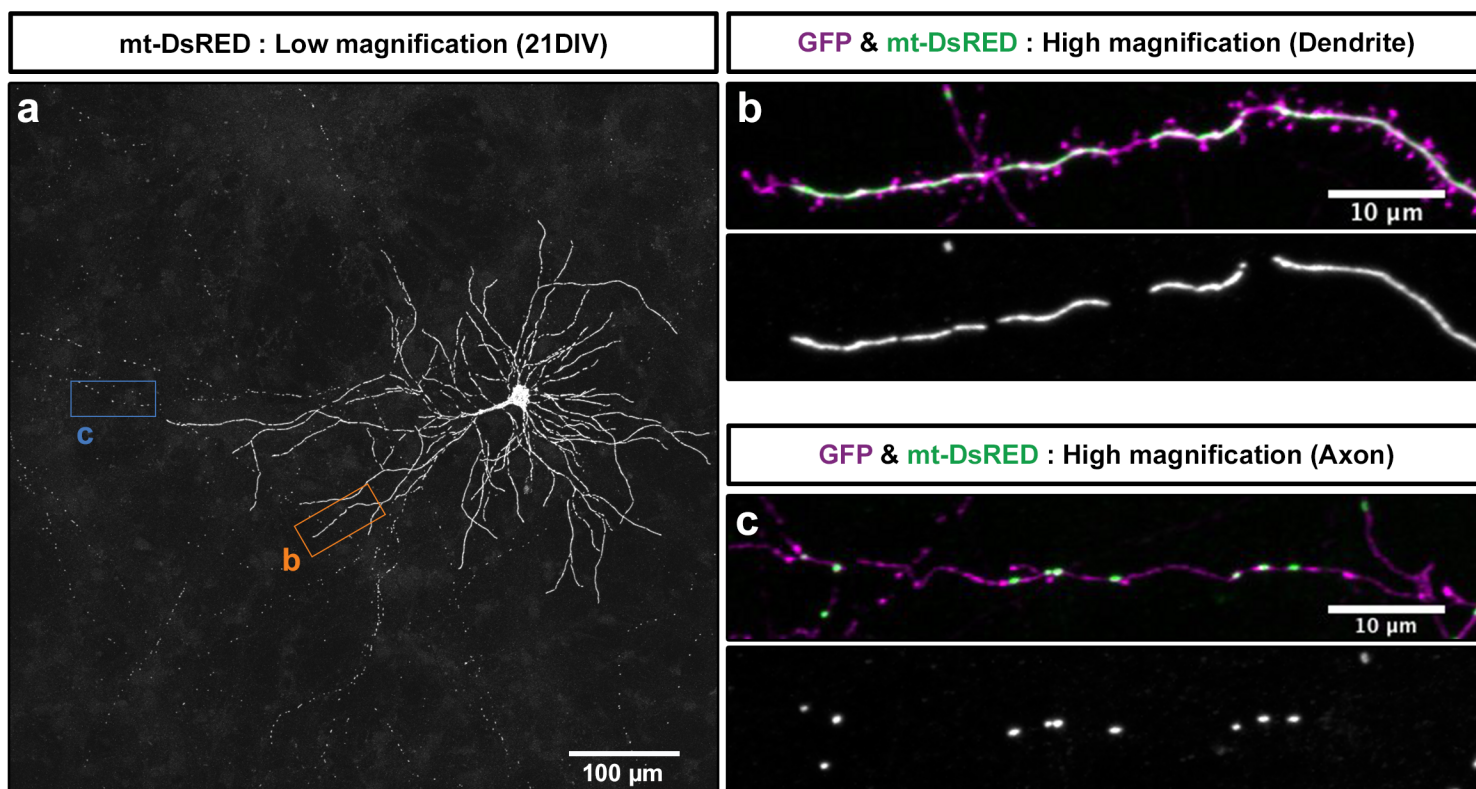 mt-DsRED : Low magnification (21DIV)
a
c
b
100 µm
GFP & mt-DsRED : High magnification (Dendrite)
b
10 µm
GFP & mt-DsRED : High magnification (Axon)
c
10 µm